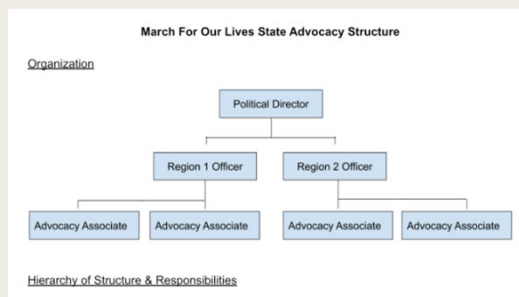 March For Our Lives State Advocacy Structure
Organization
Political Director
Region 1 Officer
Region 2 Officer
Advocacy Associate
Advocacy Associate
Advocacy Associate
Advocacy Associate
Hierarchy of Structure & Responsibilities